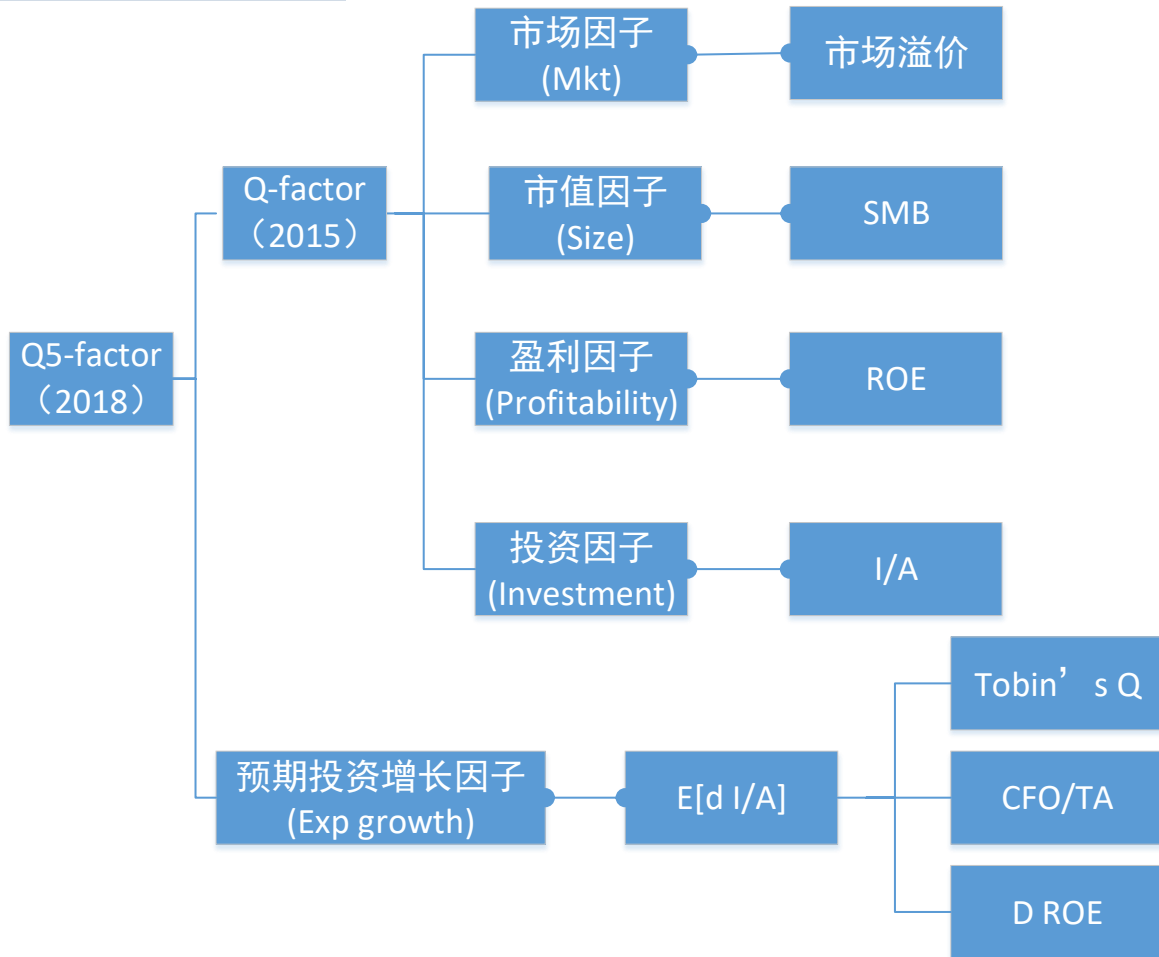 市场因子
(Mkt)
市场溢价
Q-factor
（2015）
市值因子
(Size)
SMB
Q5-factor
（2018）
盈利因子
(Profitability)
ROE
投资因子
(Investment)
I/A
预期投资增长因子
(Exp growth)
E[d I/A]
Tobin’s Q
CFO/TA
D ROE